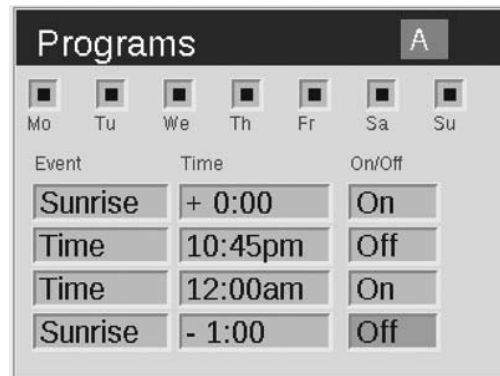 Programs A
Mo Tu We Th Fr Sa Su
Event Time On/Off
Sunrise + 0:00 On
Time 10:45pm Off
Time 12:00am On
Sunrise - 1:00 Off